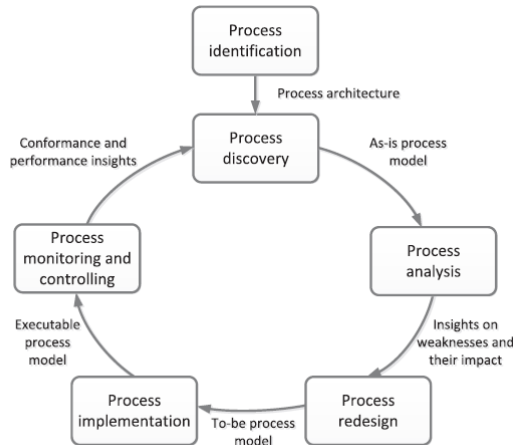 Process
identification
Process architecture
Process
discovery
As-is process
model
Process
analysis
Insights on
weaknesses and
their impact
Process
redesign
To-be process
model
Process
implementation
Executable
process
model
Process
monitoring and
controlling
Conformance and
performance insights